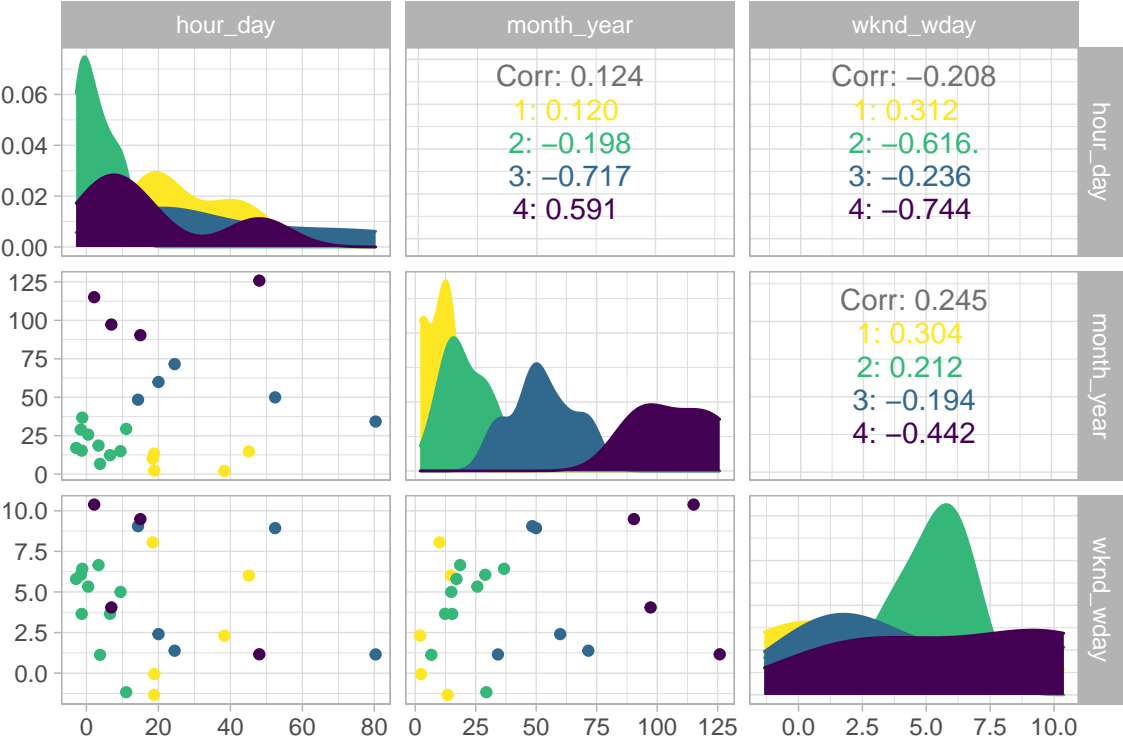 hour_day month_year wknd_wday
0.06
0.04
0.02
0.00
Corr: 0.124
1: 0.120
2: −0.198
3: −0.717
4: 0.591
Corr: −0.208
1: 0.312
2: −0.616.
3: −0.236
4: −0.744
hour_day
125
100
75
50
25
0
Corr: 0.245
1: 0.304
2: 0.212
3: −0.194
4: −0.442
month_year
10.0
7.5
5.0
2.5
0.0
wknd_wday
0 20 40 60 80
0 25 50 75 100 125
0.0 2.5 5.0 7.5 10.0